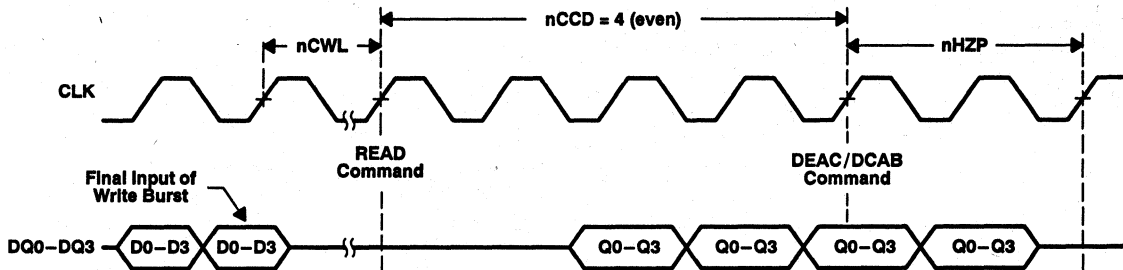 nCCD = 4 (even)
nCWL
nHZP
CLK
READ
Command
DEAC/DCAB
Command
Final Input of
Write Burst
DQ0–DQ3
D0–D3
D0–D3
Q0–Q3
Q0–Q3
Q0–Q3
Q0–Q3